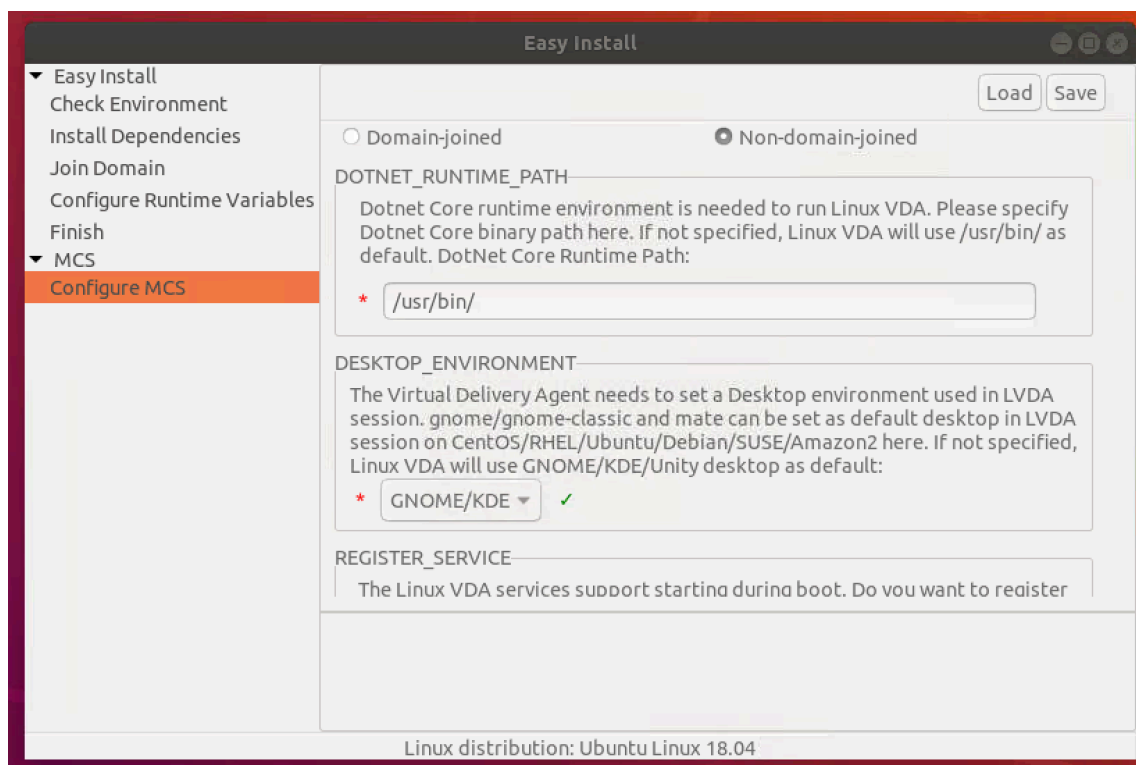 Easy Install
Easy Install
Check Environment
Install Dependencies
Join Domain
Configure Runtime Variables
Finish
MCS
Configure MCS
Load Save
Domain-joined Non-domain-joined
DOTNET_RUNTIME_PATH
Dotnet Core runtime environment is needed to run Linux VDA. Please specify
Dotnet Core binary path here. If not specified, Linux VDA will use /usr/bin/ as
default. DotNet Core Runtime Path:
* /usr/bin/
DESKTOP_ENVIRONMENT
The Virtual Delivery Agent needs to set a Desktop environment used in LVDA
session. gnome/gnome-classic and mate can be set as default desktop in LVDA
session on CentOS/RHEL/Ubuntu/Debian/SUSE/Amazon2 here. If not specified,
Linux VDA will use GNOME/KDE/Unity desktop as default:
* GNOME/KDE ✓
REGISTER_SERVICE
The Linux VDA services support starting during boot. Do you want to register
Linux distribution: Ubuntu Linux 18.04